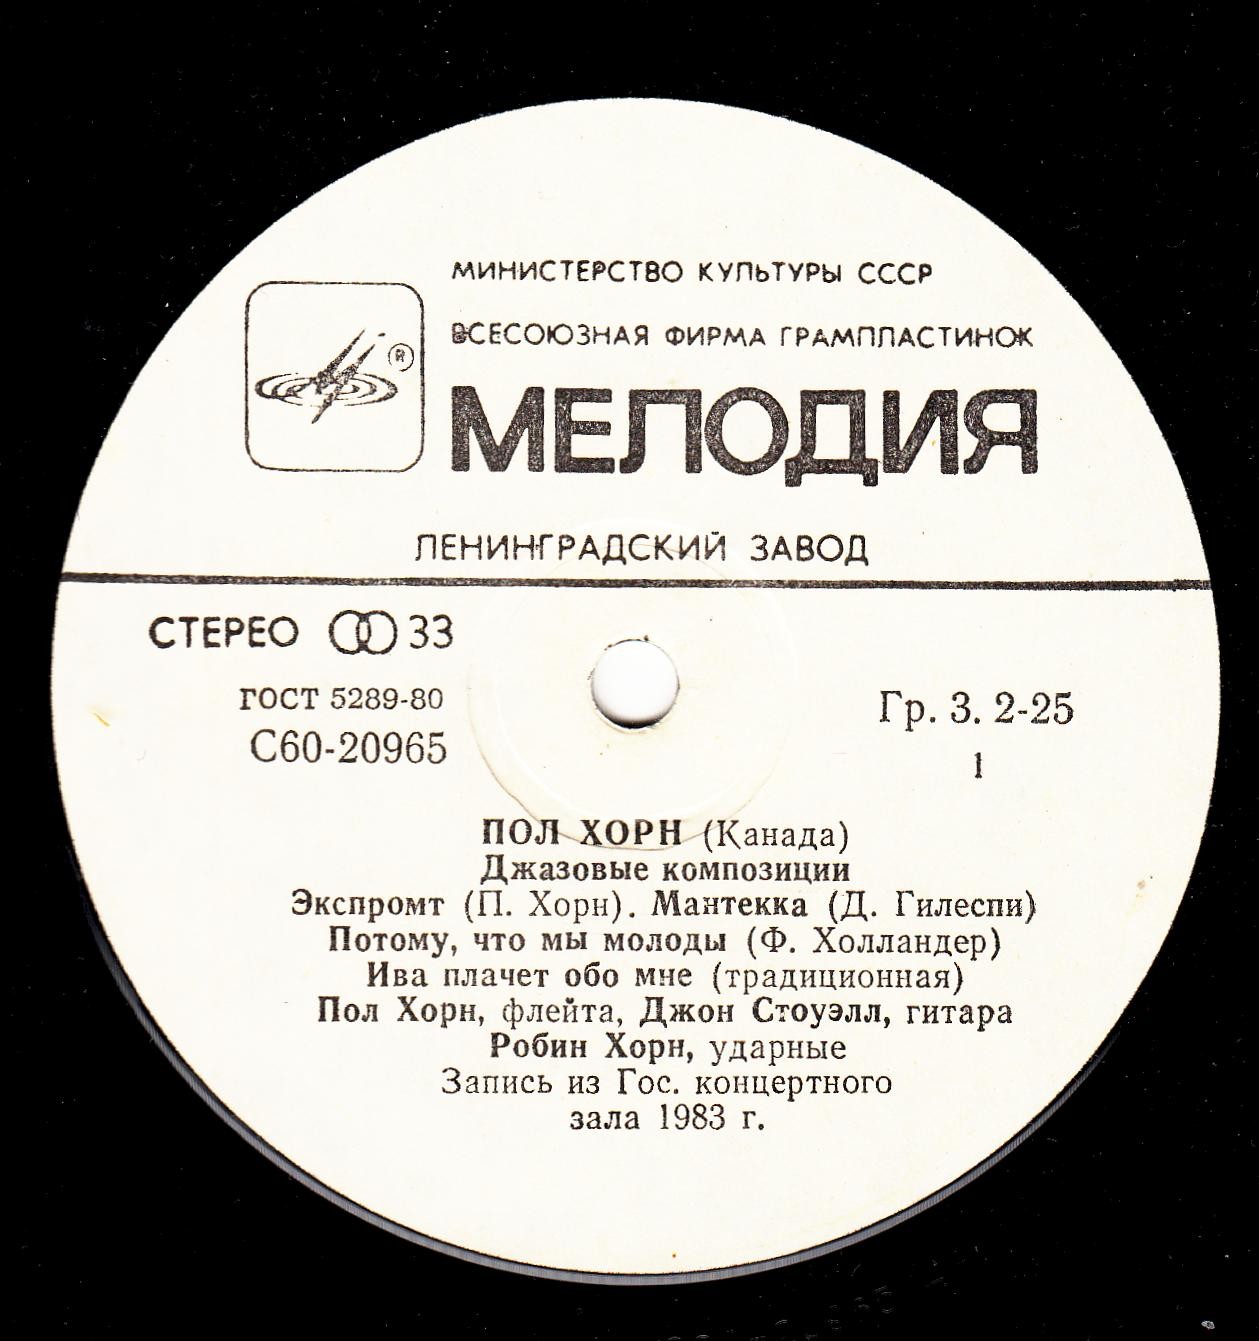 МИНИСТЕРСТВО КУЛЬТУРЫ СССР
ВСЕСОЮЗНАЯ ФИРМА ГРАМПЛАСТИНОК
®
МЕЛОДИЯ
ЛЕНИНГРАДСКИЙ ЗАВОД
СТЕРЕО 33
ГОСТ 5289-80
С60-20965
Гр. 3. 2-25
1
ПОЛ ХОРН (Канада)
Джазовые композиции
Экспромт (П. Хорн). Мантекка (Д. Гилеспи)
Потому, что мы молоды (Ф. Холландер)
Ива плачет обо мне (традиционная)
Пол Хорн, флейта, Джон Стоуэлл, гитара
Робин Хорн, ударные
Запись из Гос. концертного
зала 1983 г.